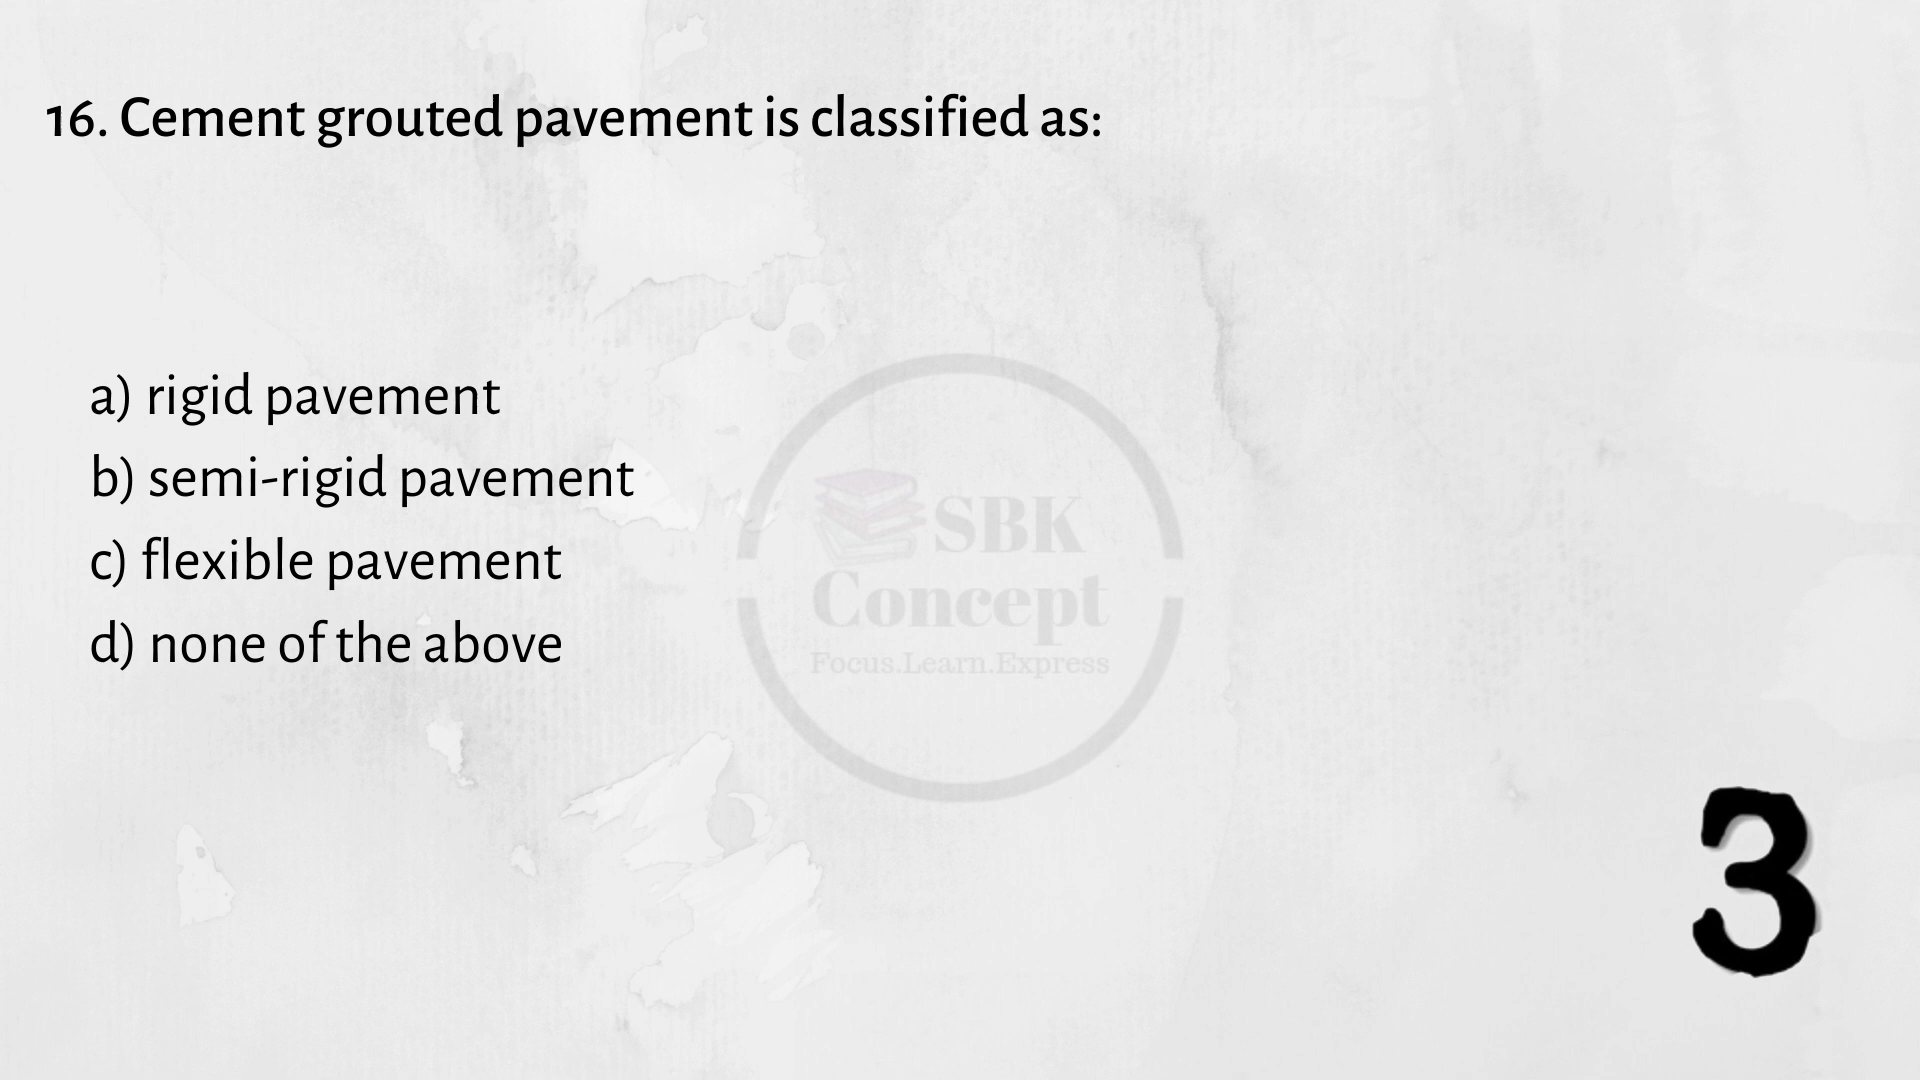 16. Cement grouted pavement is classified as:
a) rigid pavement
b) semi-rigid pavement
c) flexible pavement
d) none of the above
SBK
Concept
Focus.Learn.Express
3